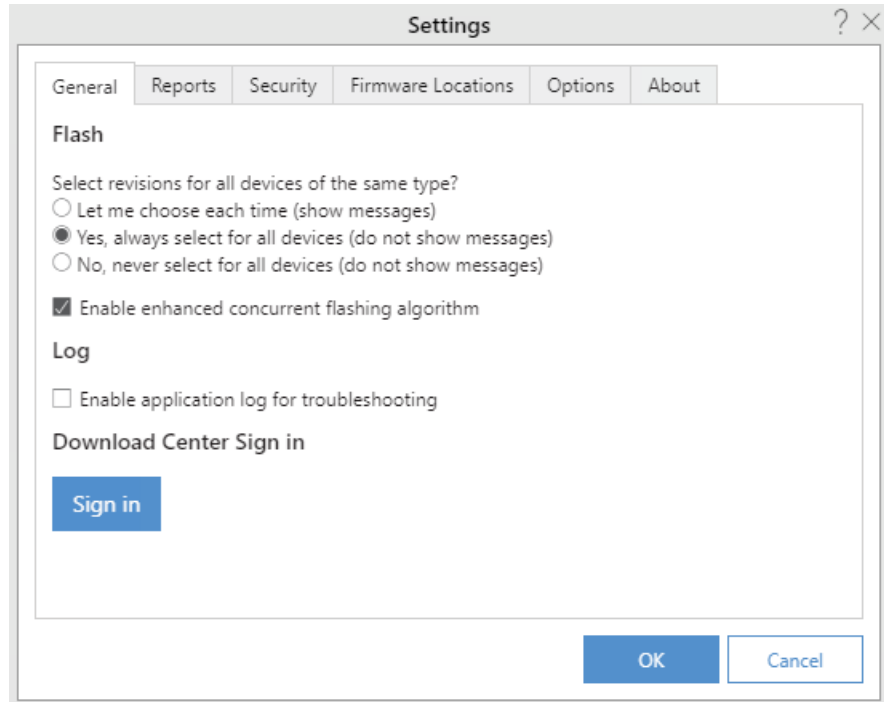 Settings
General Reports Security Firmware Locations Options About
Flash
Select revisions for all devices of the same type?
Let me choose each time (show messages)
Yes, always select for all devices (do not show messages)
No, never select for all devices (do not show messages)
Enable enhanced concurrent flashing algorithm
Log
Enable application log for troubleshooting
Download Center Sign in
Sign in
OK Cancel